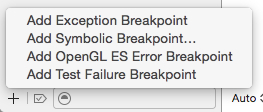 Add Exception Breakpoint
Add Symbolic Breakpoint...
Add OpenGL ES Error Breakpoint
Add Test Failure Breakpoint
Auto